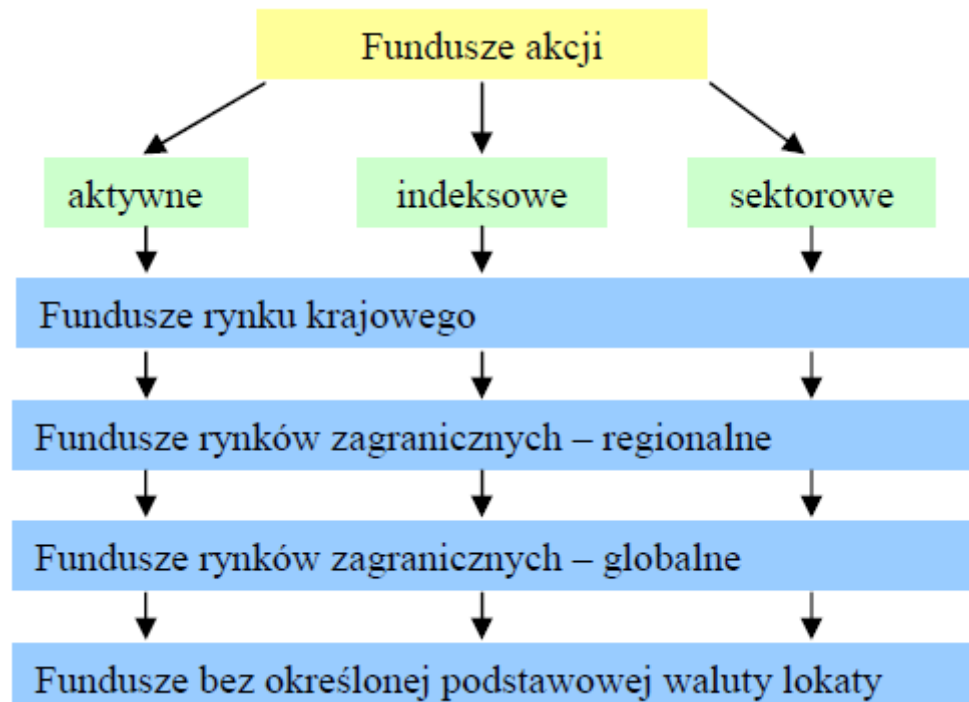 Fundusze akcji
aktywne
indeksowe
sektorowe
Fundusze rynku krajowego
Fundusze rynków zagranicznych – regionalne
Fundusze rynków zagranicznych – globalne
Fundusze bez określonej podstawowej waluty lokaty